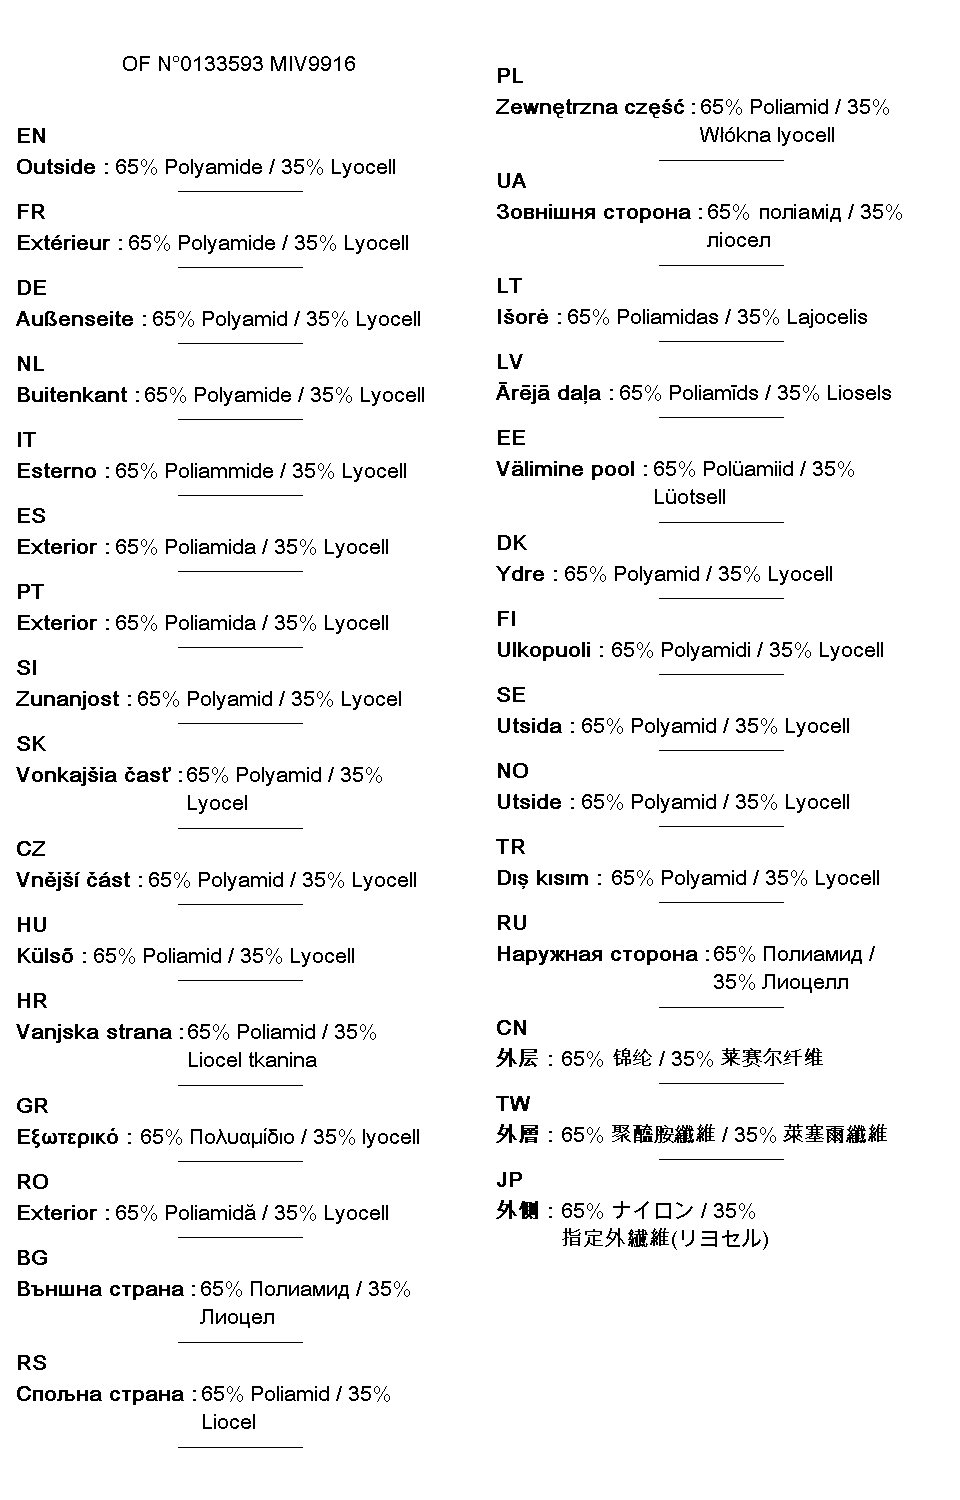 OF N°0133593 MIV9916
EN
Outside : 65% Polyamide / 35% Lyocell
FR
Extérieur : 65% Polyamide / 35% Lyocell
DE
Außenseite : 65% Polyamid / 35% Lyocell
NL
Buitenkant : 65% Polyamide / 35% Lyocell
IT
Esterno : 65% Poliammide / 35% Lyocell
ES
Exterior : 65% Poliamida / 35% Lyocell
PT
Exterior : 65% Poliamida / 35% Lyocell
SI
Zunanjost : 65% Polyamid / 35% Lyocel
SK
Vonkajšia časť : 65% Polyamid / 35%
Lyocel
CZ
Vnější část : 65% Polyamid / 35% Lyocell
HU
Külső : 65% Poliamid / 35% Lyocell
HR
Vanjska strana : 65% Poliamid / 35%
Liocel tkanina
GR
Εξωτερικό : 65% Πολυαμίδιο / 35% lyocell
RO
Exterior : 65% Poliamidă / 35% Lyocell
BG
Външна страна : 65% Полиамид / 35%
Лиоцел
RS
Спољна страна : 65% Poliamid / 35%
Liocel
PL
Zewnętrzna część : 65% Poliamid / 35%
Włókna lyocell
UA
Зовнішня сторона : 65% поліамід / 35%
ліосел
LT
Išorė : 65% Poliamidas / 35% Lajocelis
LV
Ārējā daļa : 65% Poliamīds / 35% Liosels
EE
Välimine pool : 65% Polüamiid / 35%
Lüotsell
DK
Ydre : 65% Polyamid / 35% Lyocell
FI
Ulkopuoli : 65% Polyamidi / 35% Lyocell
SE
Utsida : 65% Polyamid / 35% Lyocell
NO
Utside : 65% Polyamid / 35% Lyocell
TR
Dış kısım : 65% Polyamid / 35% Lyocell
RU
Наружная сторона : 65% Полиамид /
35% Лиоцелл
CN
外层 : 65% 锦纶 / 35% 莱赛尔纤维
TW
外層 : 65% 聚醯胺纖維 / 35% 萊塞爾纖維
JP
外側 : 65% ナイロン / 35%
指定外繊維(リヨセル)